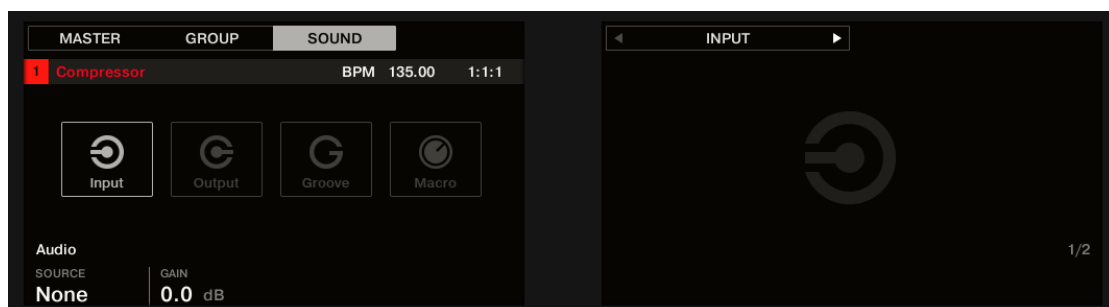 MASTER GROUP SOUND
1 Compressor BPM 135.00 1:1:1
Input Output Groove Macro
Audio
SOURCE GAIN
None 0.0 dB
INPUT
1/2